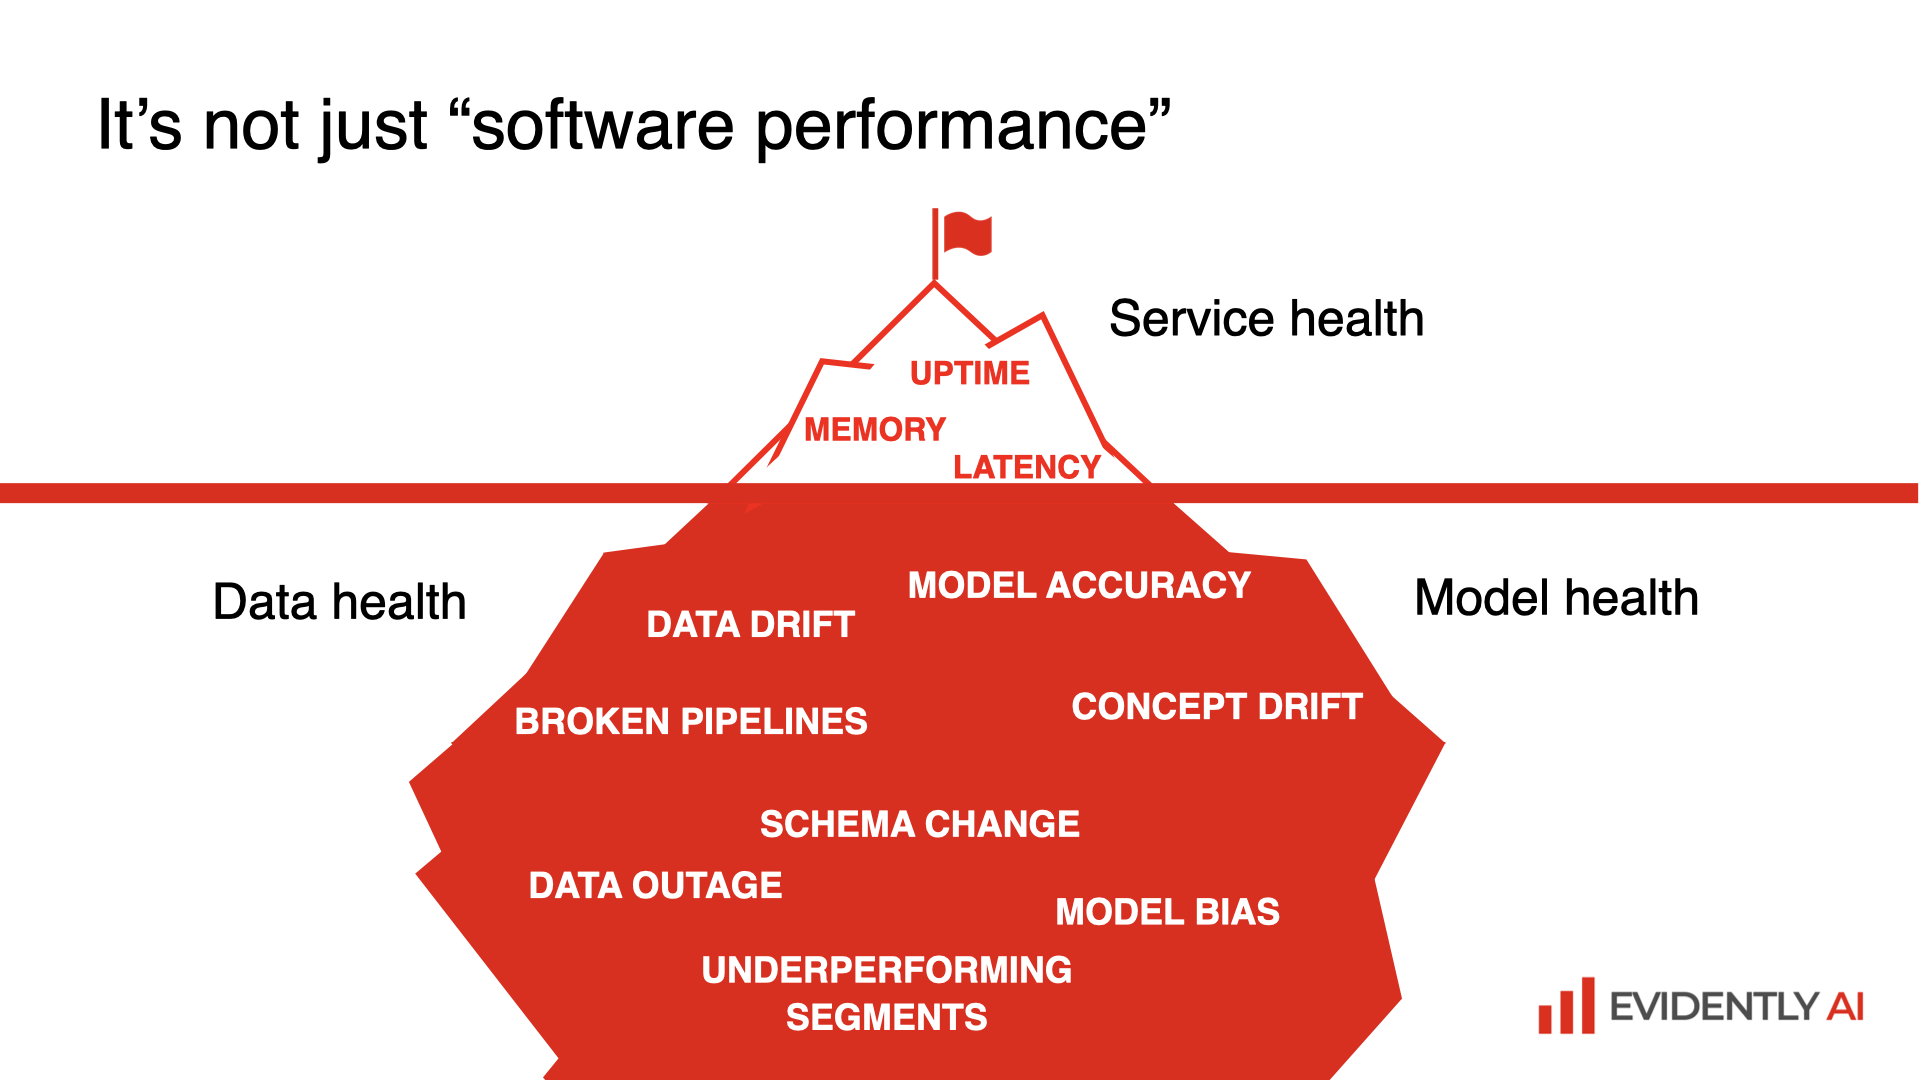 It’s not just “software performance”
Service health
UPTIME
MEMORY
LATENCY
Data health
Model health
MODEL ACCURACY
DATA DRIFT
CONCEPT DRIFT
BROKEN PIPELINES
SCHEMA CHANGE
DATA OUTAGE
MODEL BIAS
UNDERPERFORMING
SEGMENTS
EVIDENTLY AI